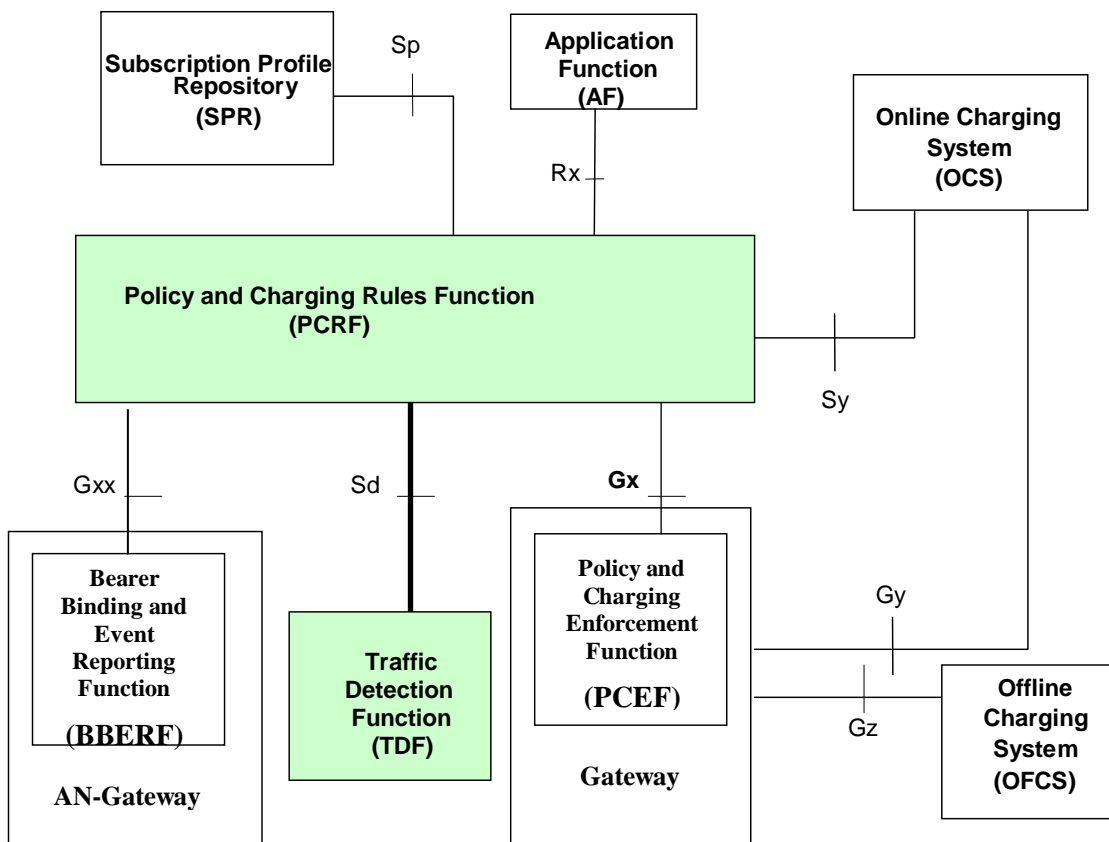 Sp
Subscription Profile
Repository
(SPR)
Application
Function
(AF)
Online Charging
System
(OCS)
Rx
Policy and Charging Rules Function
(PCRF)
Sy
Gxx
Sd
Gx
Bearer
Binding and
Event
Reporting
Function
(BBERF)
AN-Gateway
Traffic
Detection
Function
(TDF)
Policy and
Charging
Enforcement
Function
(PCEF)
Gateway
Gy
Gz
Offline
Charging
System
(OFCS)